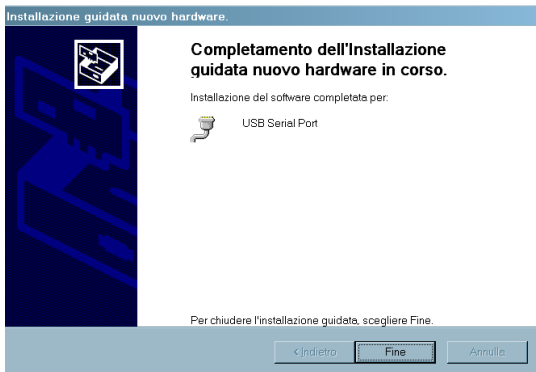 Installazione guidata nuovo hardware.
Completamento dell'Installazione
guidata nuovo hardware in corso.
Installazione del software completata per:
USB Serial Port
Per chiudere l'installazione guidata, scegliere Fine.
< Indietro
Fine
Annulla